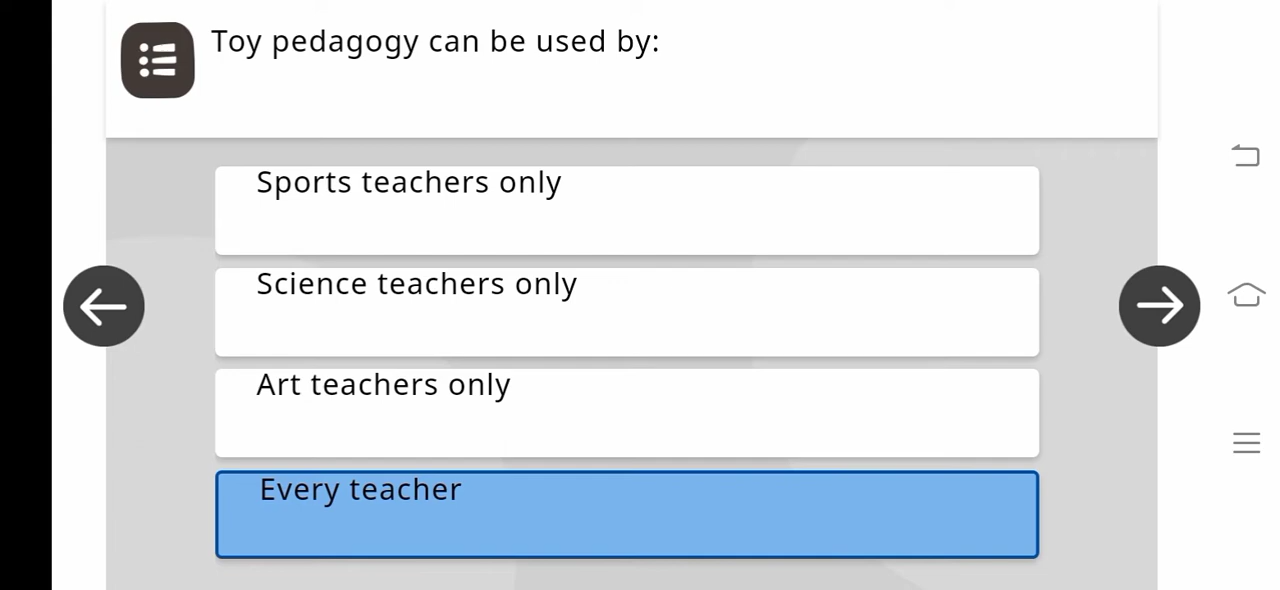 Toy pedagogy can be used by:
Sports teachers only
Science teachers only
Art teachers only
Every teacher